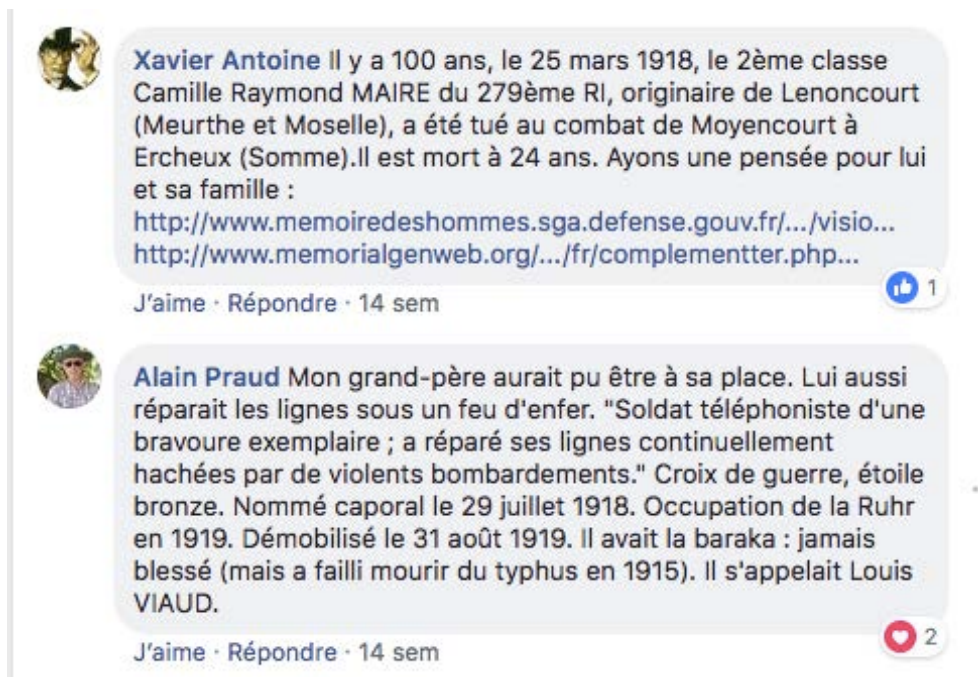 Xavier Antoine Il y a 100 ans, le 25 mars 1918, le 2ème classe
Camille Raymond MAIRE du 279ème RI, originaire de Lenoncourt
(Meurthe et Moselle), a été tué au combat de Moyencourt à
Ercheux (Somme).Il est mort à 24 ans. Ayons une pensée pour lui
et sa famille :
http://www.memoiredeshommes.sga.defense.gouv.fr/.../visio...
http://www.memorialgenweb.org/.../fr/complementter.php...
1
J'aime · Répondre · 14 sem
Alain Praud Mon grand-père aurait pu être à sa place. Lui aussi
réparait les lignes sous un feu d'enfer. "Soldat téléphoniste d'une
bravoure exemplaire ; a réparé ses lignes continuellement
hachées par de violents bombardements." Croix de guerre, étoile
bronze. Nommé caporal le 29 juillet 1918. Occupation de la Ruhr
en 1919. Démobilisé le 31 août 1919. Il avait la baraka : jamais
blessé (mais a failli mourir du typhus en 1915). Il s'appelait Louis
VIAUD.
2
J'aime · Répondre · 14 sem